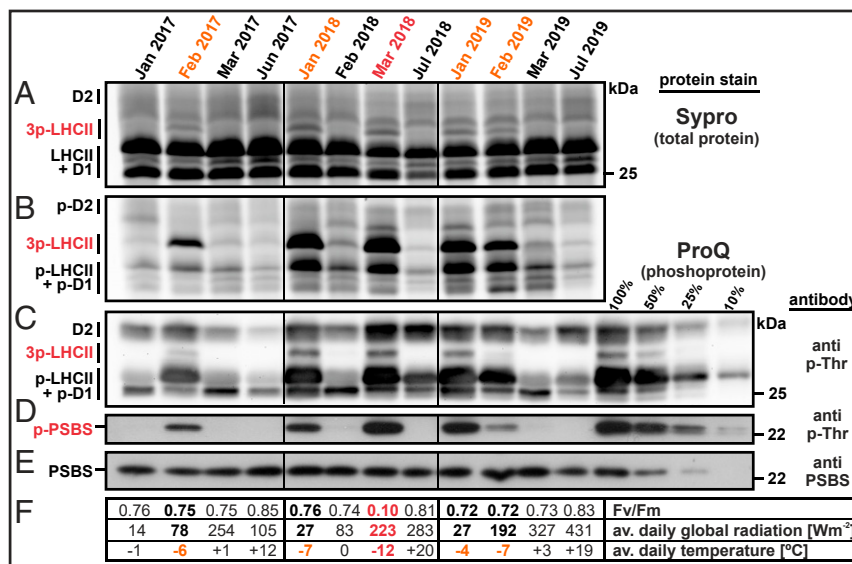 Jan 2017 Feb 2017 Mar 2017 Jun 2017 Jan 2018 Feb 2018 Mar 2018 Jul 2018 Jan 2019 Feb 2019 Mar 2019 Jul 2019
A
D2
3p-LHCII
LHCII
+ D1
kDa
25
protein stain
Sypro
(total protein)
B
p-D2
3p-LHCII
p-LHCII
+ p-D1
ProQ
(phoshoprotein)
100% 50% 25% 10%
antibody
C
D2
3p-LHCII
p-LHCII
+ p-D1
kDa
25
anti
p-Thr
D
p-PSBS
22
anti
p-Thr
E
PSBS
22
anti
PSBS
F
0.76 0.75 0.75 0.85 0.76 0.74 0.10 0.81 0.72 0.72 0.73 0.83 Fv/Fm
14 78 254 105 27 83 223 283 27 192 327 431 av. daily global radiation [Wm⁻²]
-1 -6 +1 +12 -7 0 -12 +20 -4 -7 +3 +19 av. daily temperature [ºC]